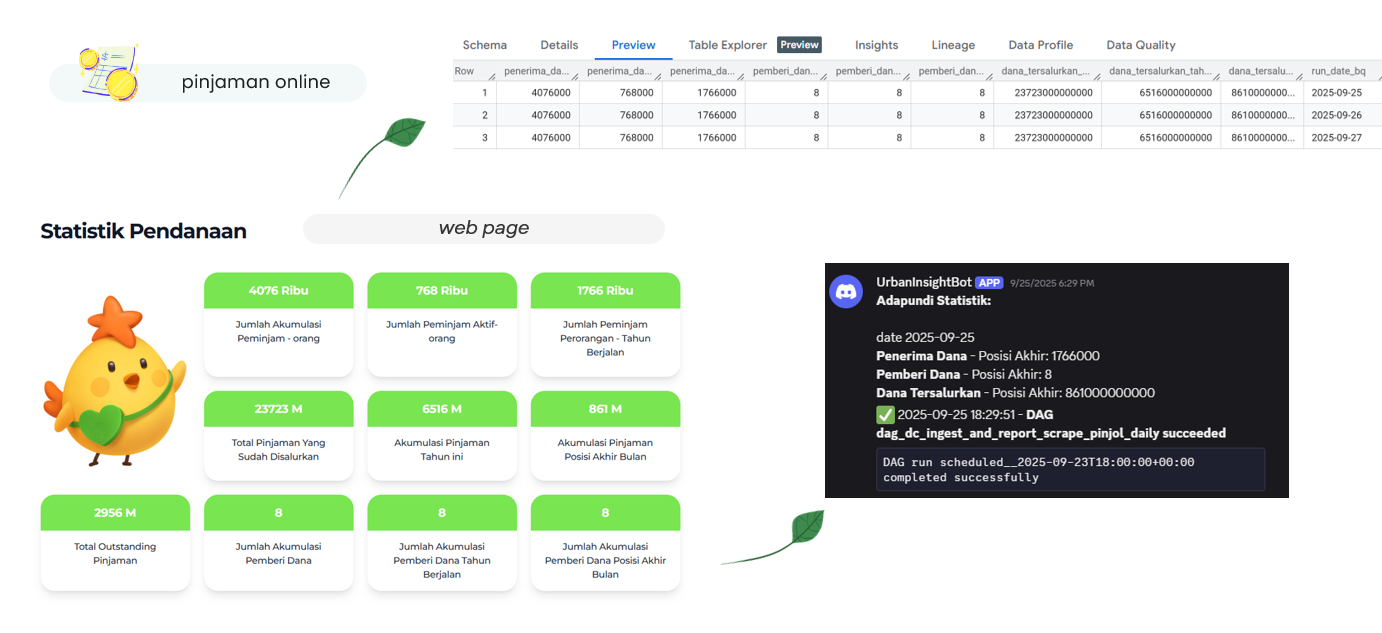 pinjaman online
Schema Details Preview Table Explorer Preview Insights Lineage Data Profile Data Quality
Row penerima_da... penerima_da... penerima_da... pemberi_dan... pemberi_dan... pemberi_dan... dana_tersalurkan_... dana_tersalurkan_tah... dana_tersalu... run_date_bq
1 4076000 768000 1766000 8 8 8 23723000000000 6516000000000 8610000000... 2025-09-25
2 4076000 768000 1766000 8 8 8 23723000000000 6516000000000 8610000000... 2025-09-26
3 4076000 768000 1766000 8 8 8 23723000000000 6516000000000 8610000000... 2025-09-27
Statistik Pendanaan
web page
4076 Ribu
Jumlah Akumulasi
Peminjam - orang
768 Ribu
Jumlah Peminjam Aktif-
orang
1766 Ribu
Jumlah Peminjam
Perorangan - Tahun
Berjalan
23723 M
Total Pinjaman Yang
Sudah Disalurkan
6516 M
Akumulasi Pinjaman
Tahun ini
861 M
Akumulasi Pinjaman
Posisi Akhir Bulan
2956 M
Total Outstanding
Pinjaman
8
Jumlah Akumulasi
Pemberi Dana
8
Jumlah Akumulasi
Pemberi Dana Tahun
Berjalan
8
Jumlah Akumulasi
Pemberi Dana Posisi Akhir
Bulan
UrbanInsightBot APP 9/25/2025 6:29 PM
Adapundi Statistik:
date 2025-09-25
Penerima Dana - Posisi Akhir: 1766000
Pemberi Dana - Posisi Akhir: 8
Dana Tersalurkan - Posisi Akhir: 861000000000
✅ 2025-09-25 18:29:51 - DAG
dag_dc_ingest_and_report_scrape_pinjol_daily succeeded
DAG run scheduled__2025-09-23T18:00:00+00:00
completed successfully